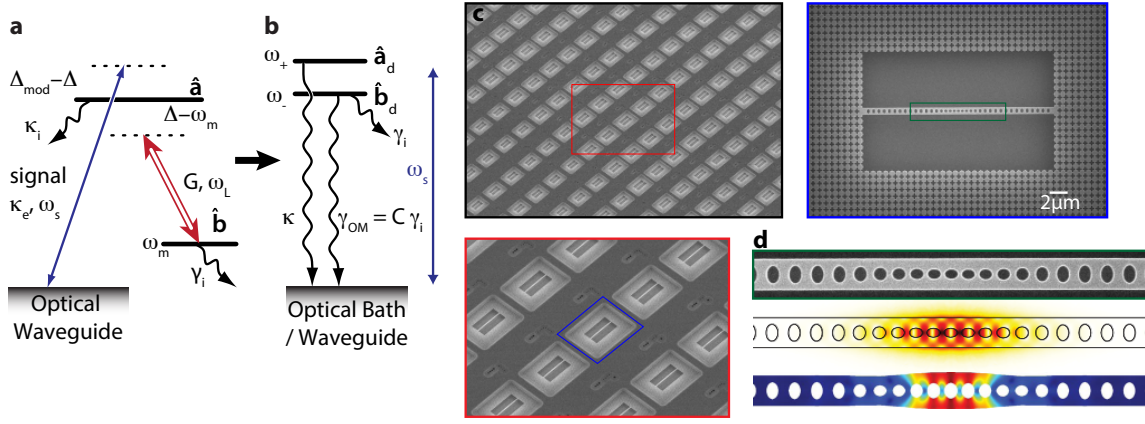 a
Δmod−Δ
â
κi
Δ−ωm
signal
κe, ωs
G, ωL
ωm
b̂
γi
Optical
Waveguide
b
ω+
âd
ω-
b̂d
γi
ωs
κ
γOM = C γi
Optical Bath
/ Waveguide
c
2μm
d